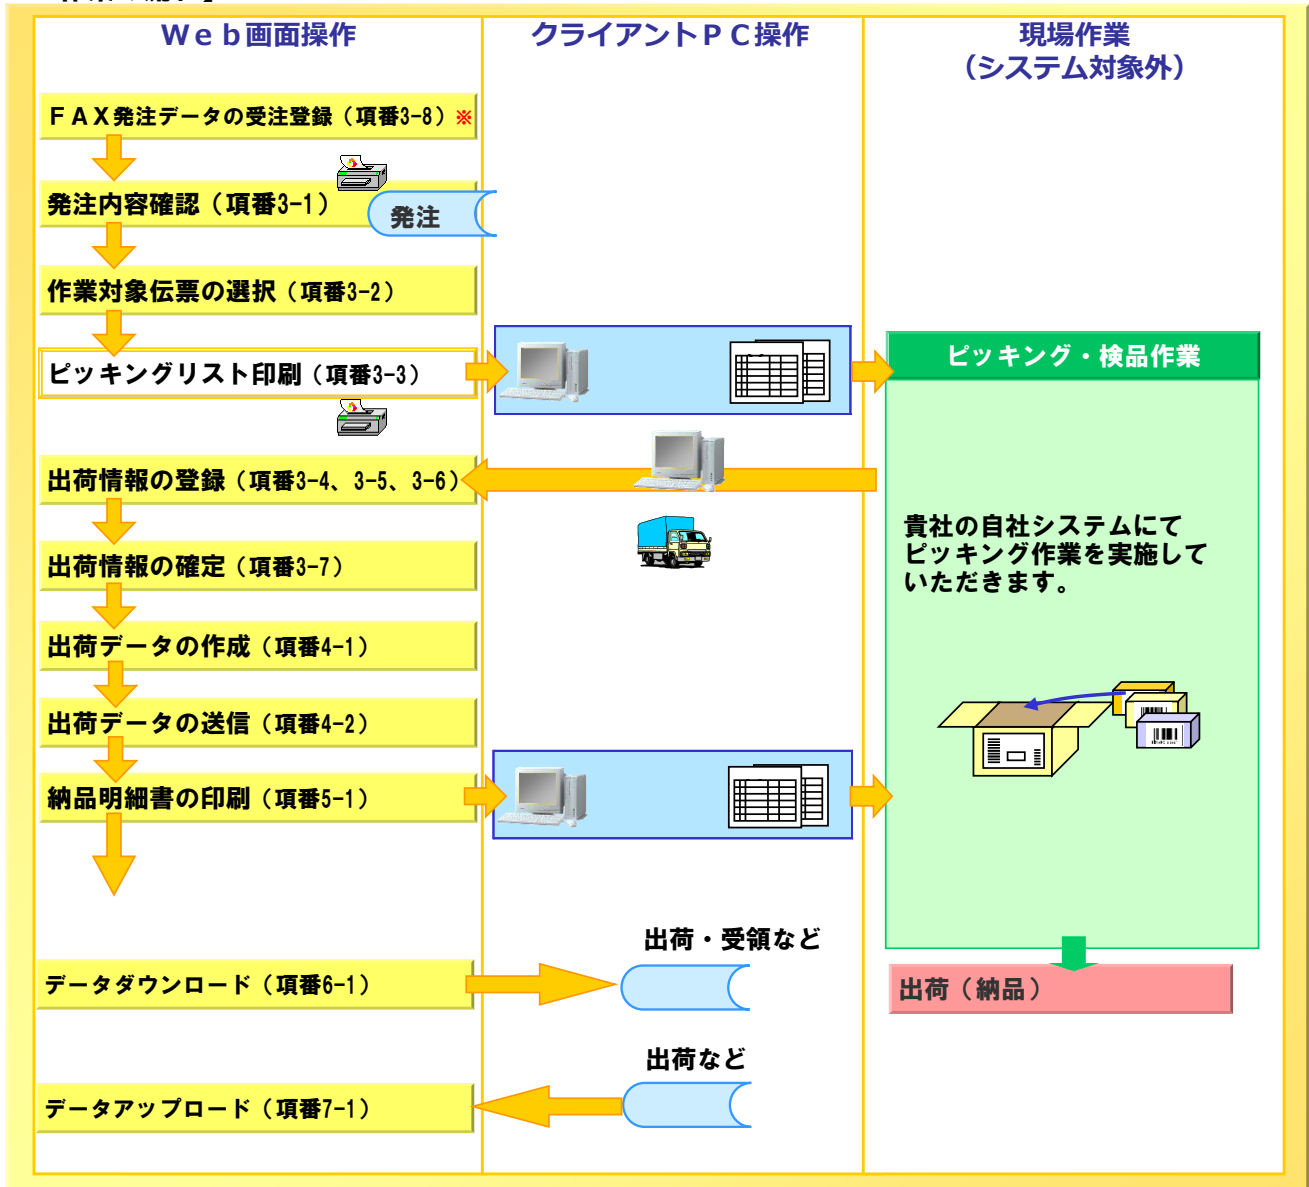 Ｗｅｂ画面操作
クライアントＰＣ操作
現場作業
（システム対象外）
ＦＡＸ発注データの受注登録（項番3-8）※
発注内容確認（項番3-1）
発注
作業対象伝票の選択（項番3-2）
ピッキングリスト印刷（項番3-3）
ピッキング・検品作業
出荷情報の登録（項番3-4、3-5、3-6）
貴社の自社システムにて
ピッキング作業を実施して
いただきます。
出荷情報の確定（項番3-7）
出荷データの作成（項番4-1）
出荷データの送信（項番4-2）
納品明細書の印刷（項番5-1）
出荷・受領など
データダウンロード（項番6-1）
出荷（納品）
出荷など
データアップロード（項番7-1）